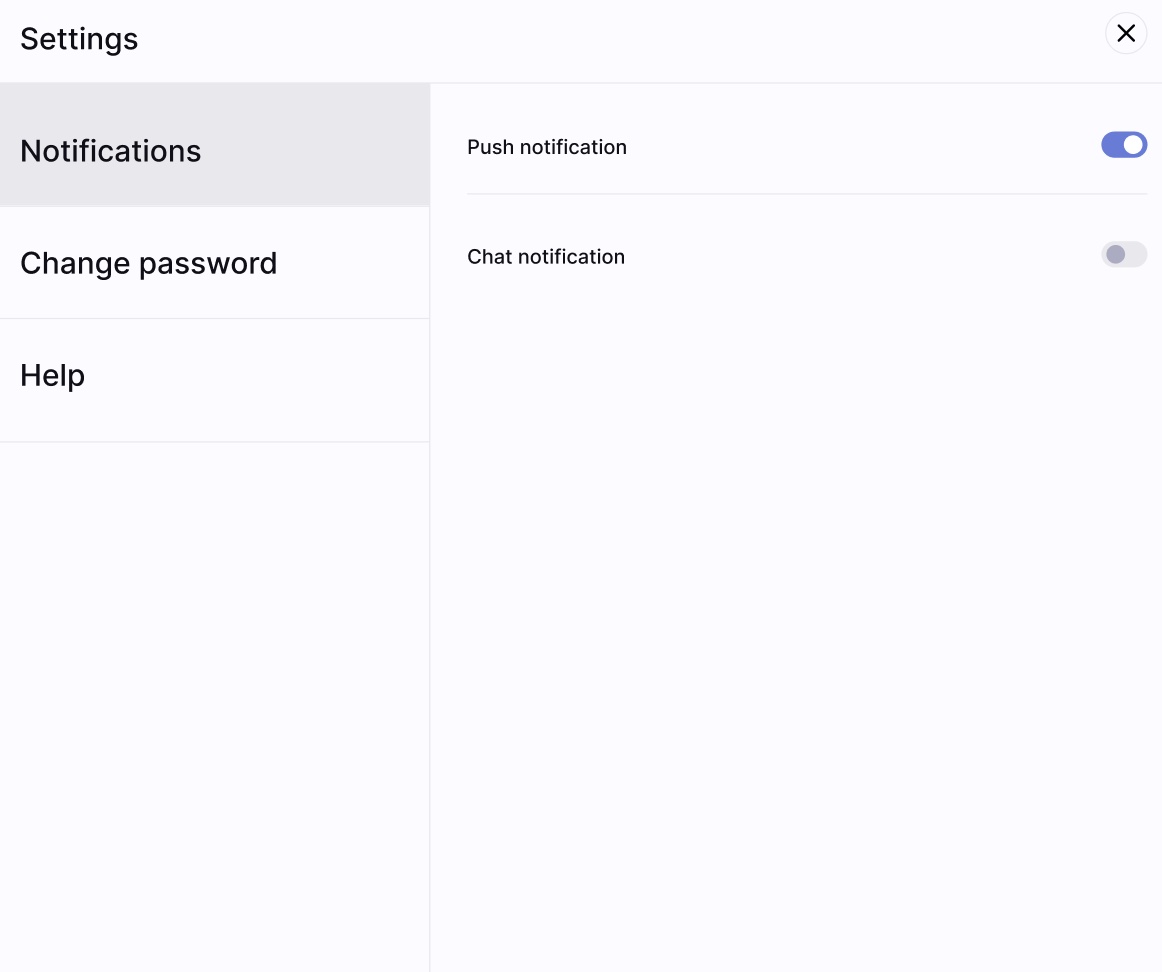 Settings
Notifications
Change password
Help
Push notification
Chat notification